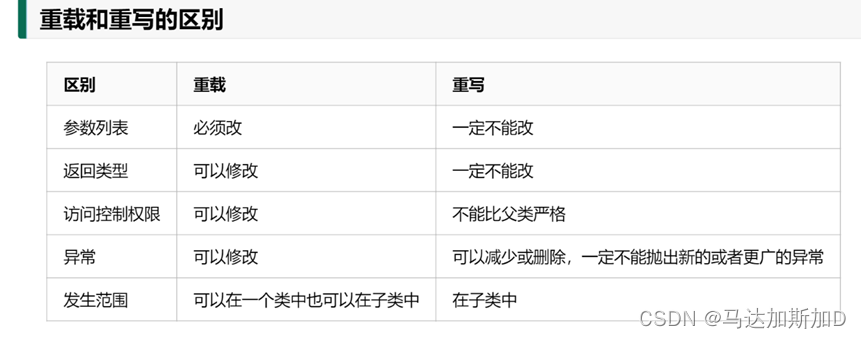 重载和重写的区别
区别 重载 重写
参数列表 必须改 一定不能改
返回类型 可以修改 一定不能改
访问控制权限 可以修改 不能比父类严格
异常 可以修改 可以减少或删除，一定不能抛出新的或者更广的异常
发生范围 可以在一个类中也可以在子类中 在子类中
CSDN @马达加斯加D